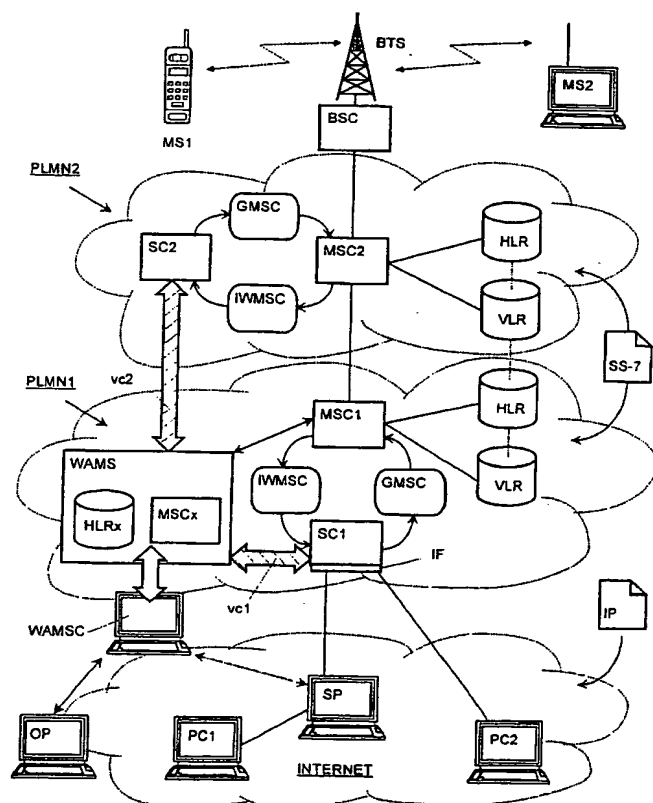 BTS
MS2
MS1
BSC
PLMN2
GMSC
SC2
MSC2
HLR
IWMSC
VLR
SS-7
vc2
PLMN1
HLR
MSC1
WAMS
VLR
IWMSC
GMSC
HLRx
MSCx
SC1
IF
vc1
WAMSC
IP
SP
OP
PC1
PC2
INTERNET